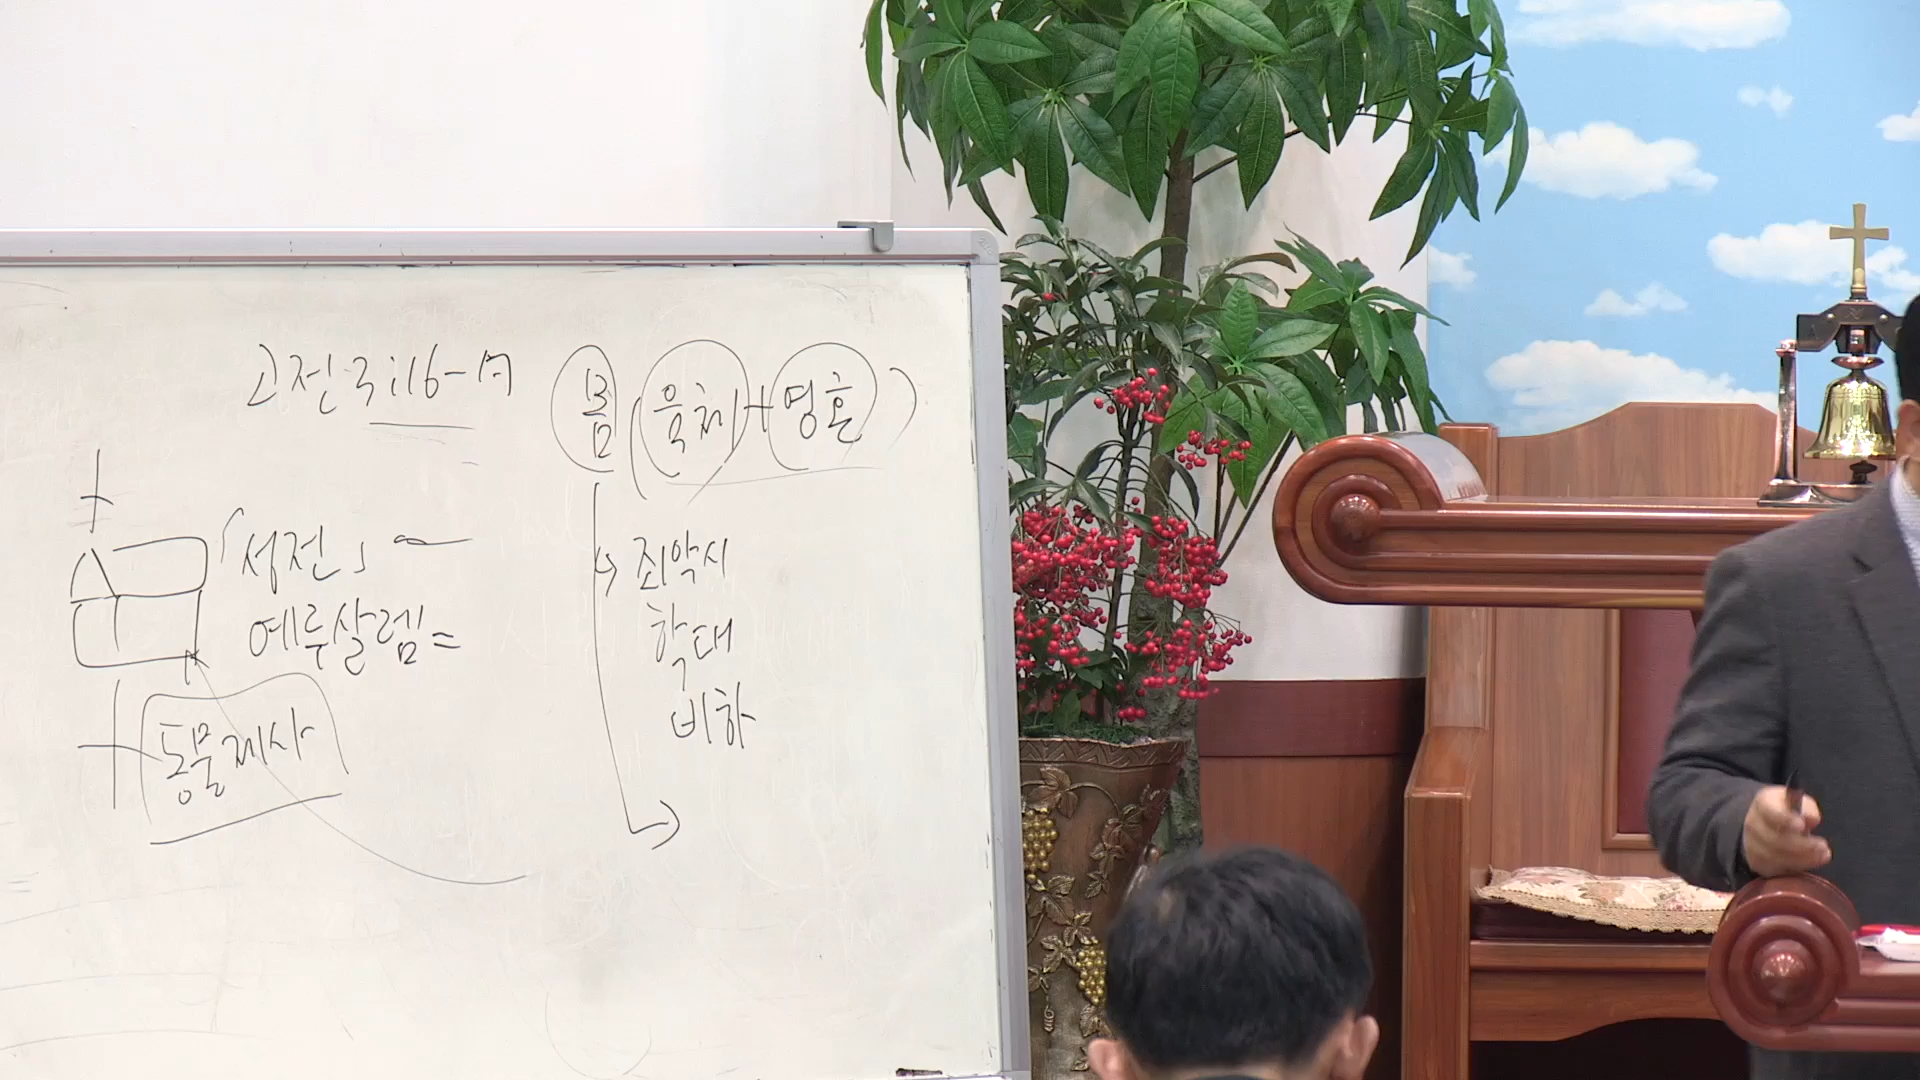 고전 3:16-17
몸 (육체+영혼)
「성전」
예루살렘 =
동물제사
죄악시
학대
비하